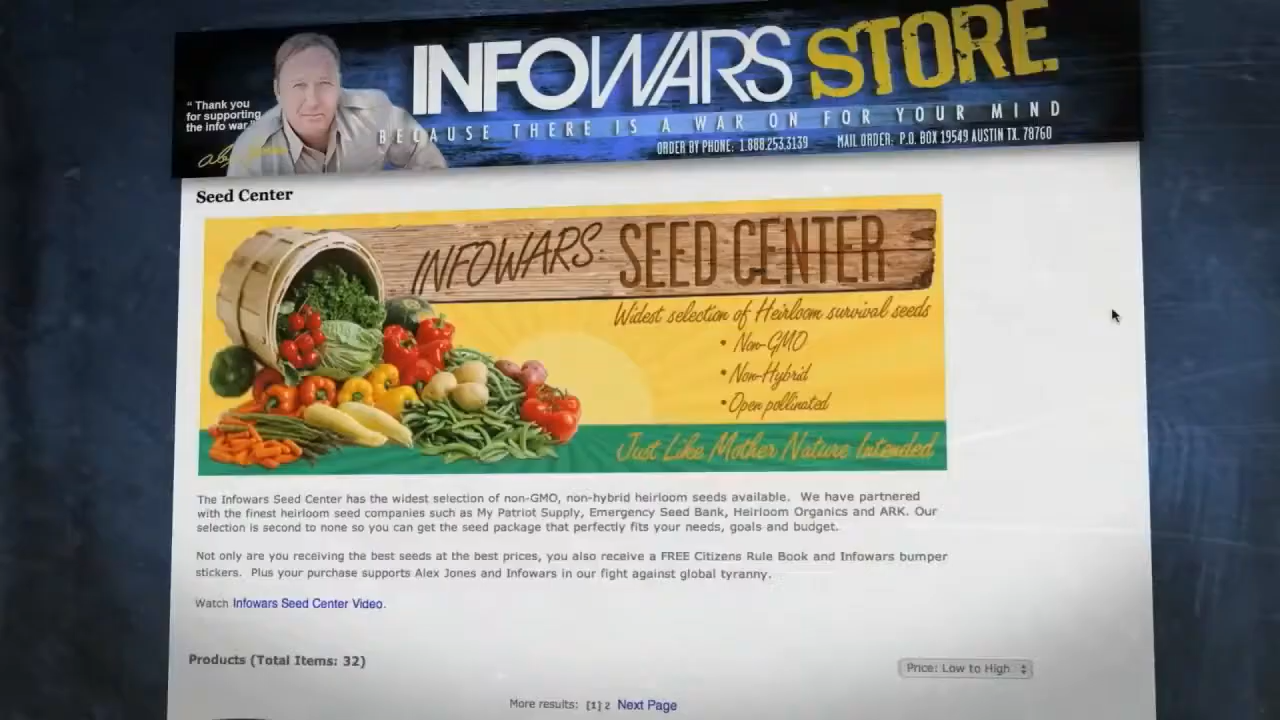 INFOWARS STORE
“ Thank you
for supporting
the info war.”
BECAUSE THERE IS A WAR ON FOR YOUR MIND
ORDER BY PHONE: 1.888.253.3139 MAIL ORDER: P.O. BOX 19549 AUSTIN TX. 78760
Seed Center
INFOWARS: SEED CENTER
Widest selection of Heirloom survival seeds
• Non-GMO
• Non-Hybrid
• Open pollinated
Just Like Mother Nature Intended
The Infowars Seed Center has the widest selection of non-GMO, non-hybrid heirloom seeds available. We have partnered
with the finest heirloom seed companies such as My Patriot Supply, Emergency Seed Bank, Heirloom Organics and ARK. Our
selection is second to none so you can get the seed package that perfectly fits your needs, goals and budget.
Not only are you receiving the best seeds at the best prices, you also receive a FREE Citizens Rule Book and Infowars bumper
stickers. Plus your purchase supports Alex Jones and Infowars in our fight against global tyranny.
Watch Infowars Seed Center Video.
Products (Total Items: 32)
Price: Low to High
More results: [1] 2 Next Page